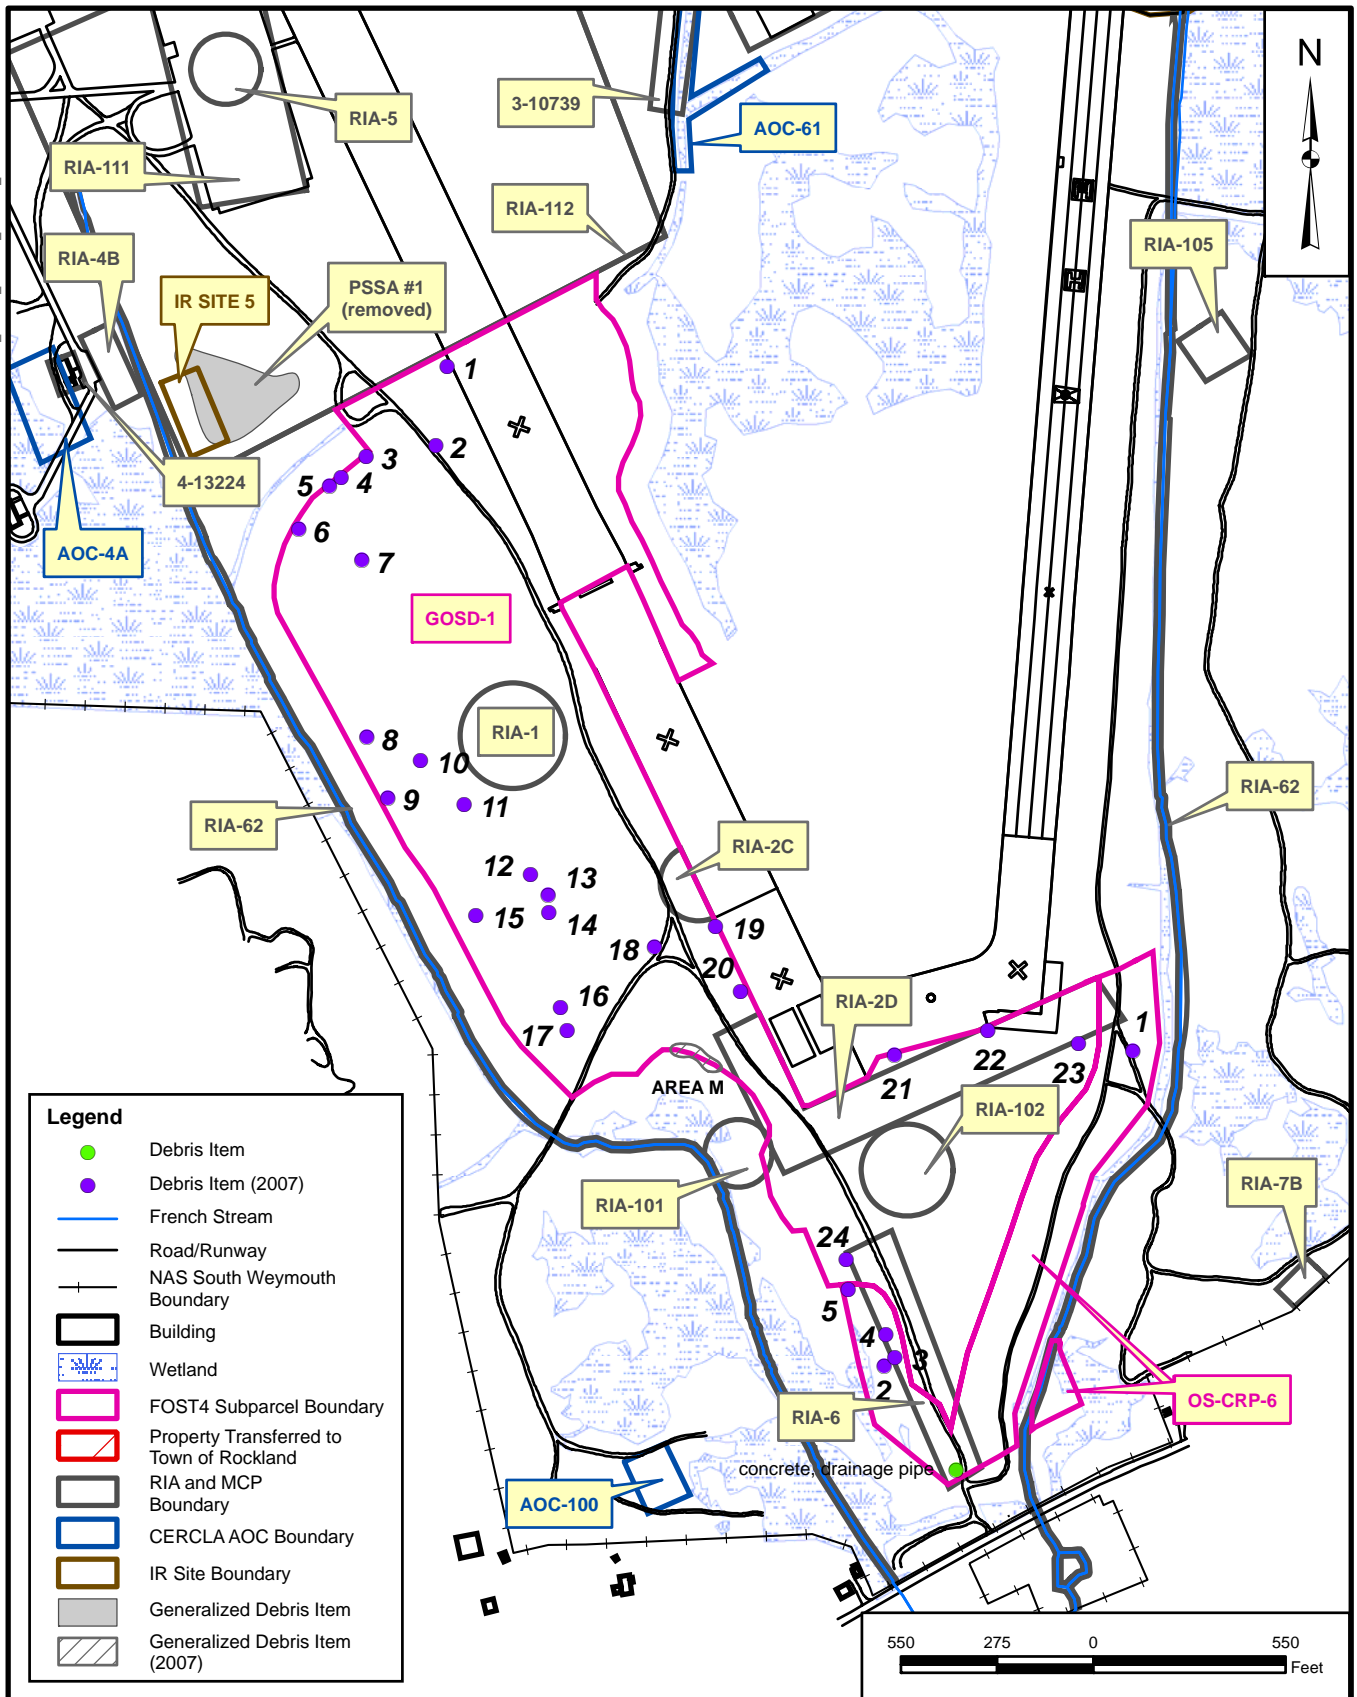 N
3-10739
RIA-5
AOC-61
RIA-111
RIA-112
RIA-4B
RIA-105
IR SITE 5
PSSA #1
(removed)
1
2
3
4
5
4-13224
6
AOC-4A
7
GOSD-1
RIA-1
8
10
9
11
RIA-62
RIA-62
RIA-2C
12
13
15
14
18
19
20
16
17
RIA-2D
21
22
23
1
AREA M
RIA-102
RIA-101
RIA-7B
24
5
4
3
2
RIA-6
OS-CRP-6
concrete, drainage pipe
AOC-100
Legend
Debris Item
Debris Item (2007)
French Stream
Road/Runway
NAS South Weymouth
Boundary
Building
Wetland
FOST4 Subparcel Boundary
Property Transferred to
Town of Rockland
RIA and MCP
Boundary
CERCLA AOC Boundary
IR Site Boundary
Generalized Debris Item
Generalized Debris Item
(2007)
550 275 0 550
Feet